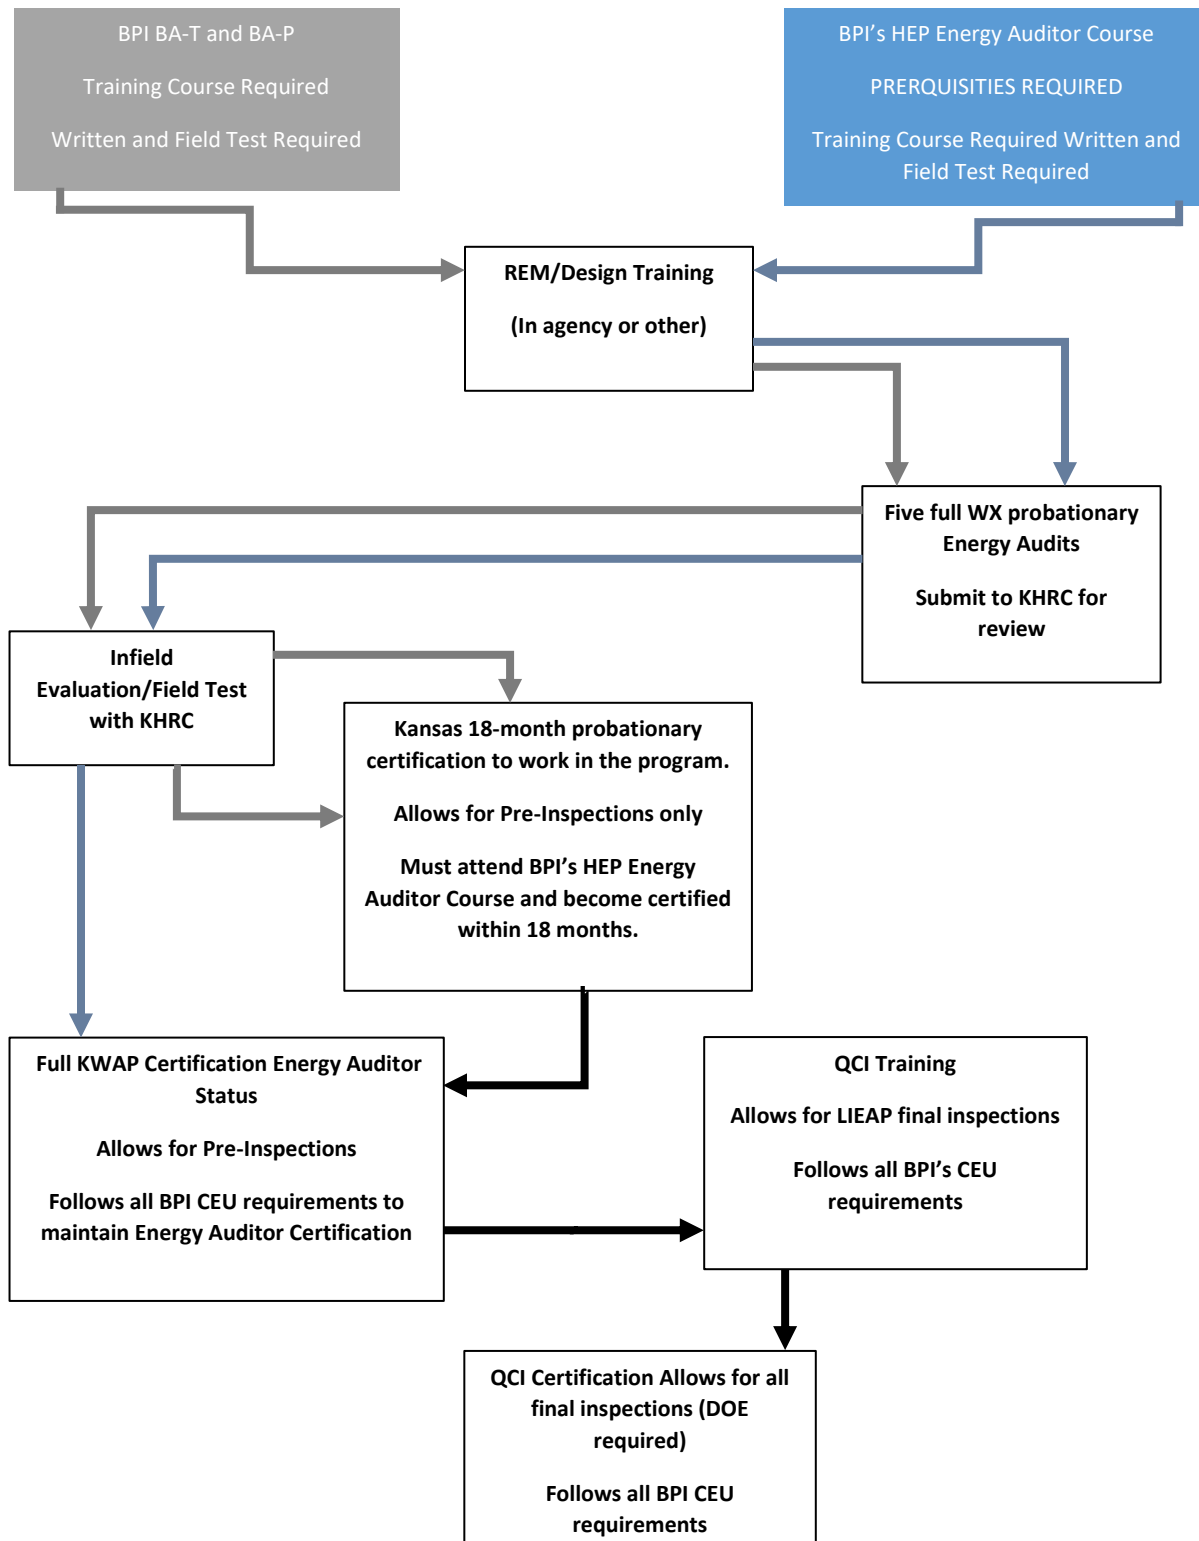 BPI BA-T and BA-P
Training Course Required
Written and Field Test Required
BPI's HEP Energy Auditor Course
PRERQUISITIES REQUIRED
Training Course Required Written and
Field Test Required
REM/Design Training
(In agency or other)
Five full WX probationary
Energy Audits
Submit to KHRC for
review
Infield
Evaluation/Field Test
with KHRC
Kansas 18-month probationary
certification to work in the program.
Allows for Pre-Inspections only
Must attend BPI's HEP Energy
Auditor Course and become certified
within 18 months.
Full KWAP Certification Energy Auditor
Status
Allows for Pre-Inspections
Follows all BPI CEU requirements to
maintain Energy Auditor Certification
QCI Training
Allows for LIEAP final inspections
Follows all BPI's CEU
requirements
QCI Certification Allows for all
final inspections (DOE
required)
Follows all BPI CEU
requirements